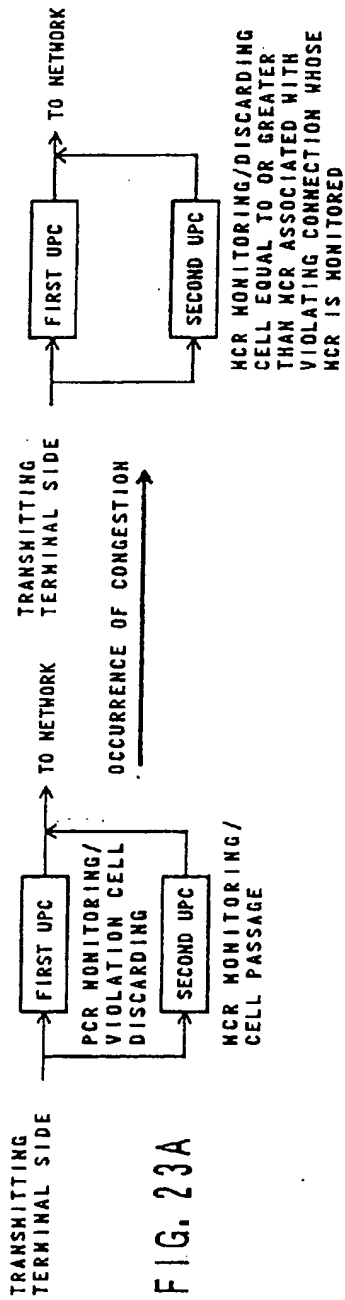 TRANSMITTING
TERMINAL SIDE
FIRST UPC
TO NETWORK
PCR MONITORING/
VIOLATION CELL
DISCARDING
SECOND UPC
MCR MONITORING/
CELL PASSAGE
OCCURRENCE OF CONGESTION
TRANSMITTING
TERMINAL SIDE
FIRST UPC
TO NETWORK
SECOND UPC
MCR MONITORING/DISCARDING
CELL EQUAL TO OR GREATER
THAN MCR ASSOCIATED WITH
VIOLATING CONNECTION WHOSE
MCR IS MONITORED
FIG. 23A